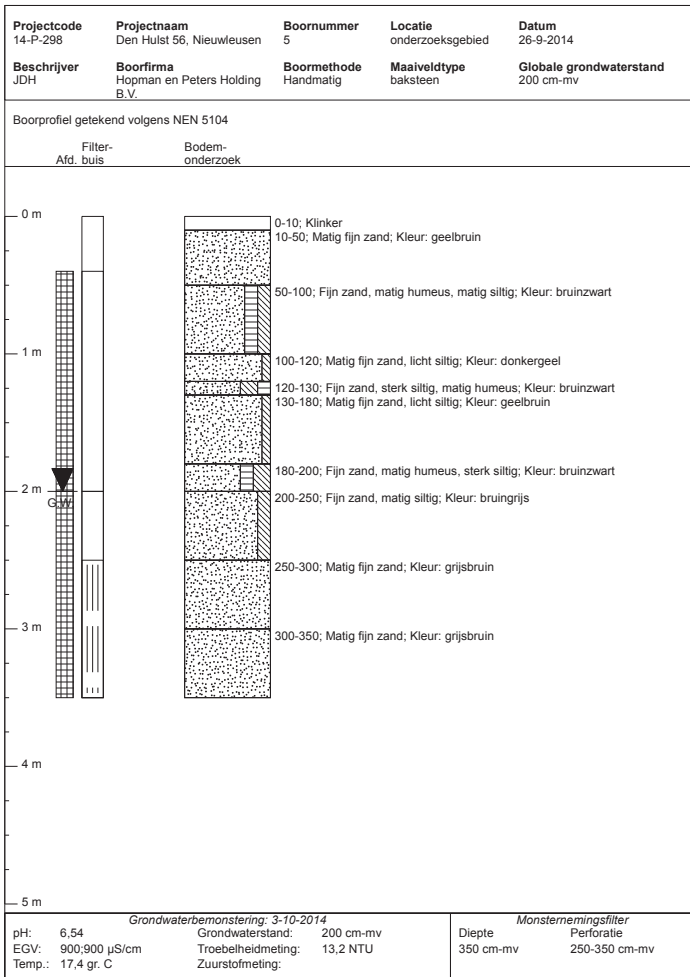 Projectcode Projectnaam Boornummer Locatie Datum
14-P-298 Den Hulst 56, Nieuwleusen 5 onderzoeksgebied 26-9-2014
Beschrijver Boorfirma Boormethode Maaiveldtype Globale grondwaterstand
JDH Hopman en Peters Holding B.V. Handmatig baksteen 200 cm-mv
Boorprofiel getekend volgens NEN 5104
Afd. Filter-buis Bodem-onderzoek
0 m
0-10; Klinker
10-50; Matig fijn zand; Kleur: geelbruin
50-100; Fijn zand, matig humeus, matig siltig; Kleur: bruinzwart
1 m
100-120; Matig fijn zand, licht siltig; Kleur: donkergeel
120-130; Fijn zand, sterk siltig, matig humeus; Kleur: bruinzwart
130-180; Matig fijn zand, licht siltig; Kleur: geelbruin
180-200; Fijn zand, matig humeus, sterk siltig; Kleur: bruinzwart
2 m
G.W.
200-250; Fijn zand, matig siltig; Kleur: bruingrijs
250-300; Matig fijn zand; Kleur: grijsbruin
3 m
300-350; Matig fijn zand; Kleur: grijsbruin
4 m
5 m
Grondwaterbemonstering: 3-10-2014 Monsternemingsfilter
pH: 6,54 Grondwaterstand: 200 cm-mv Diepte Perforatie
EGV: 900;900 µS/cm Troebelheidmeting: 13,2 NTU 350 cm-mv 250-350 cm-mv
Temp.: 17,4 gr. C Zuurstofmeting: